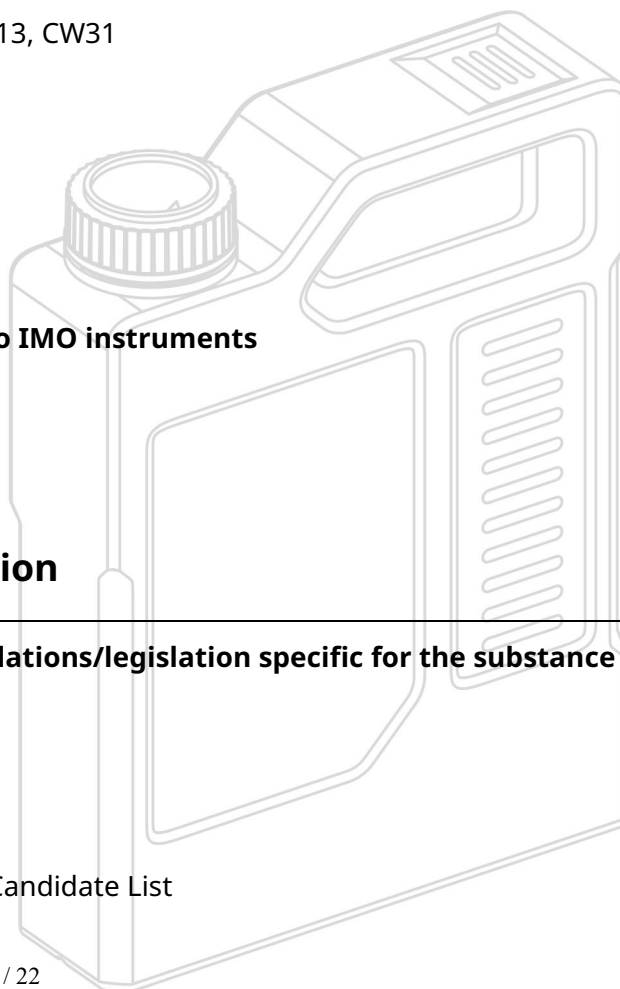 13, CW31
o IMO instruments
ion
lations/legislation specific for the substance
Candidate List
/ 22